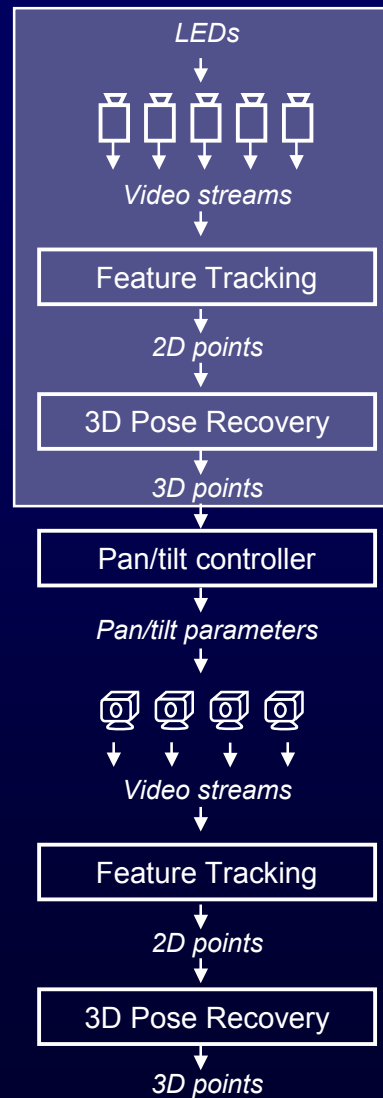 LEDs
Video streams
Feature Tracking
2D points
3D Pose Recovery
3D points
Pan/tilt controller
Pan/tilt parameters
Video streams
Feature Tracking
2D points
3D Pose Recovery
3D points